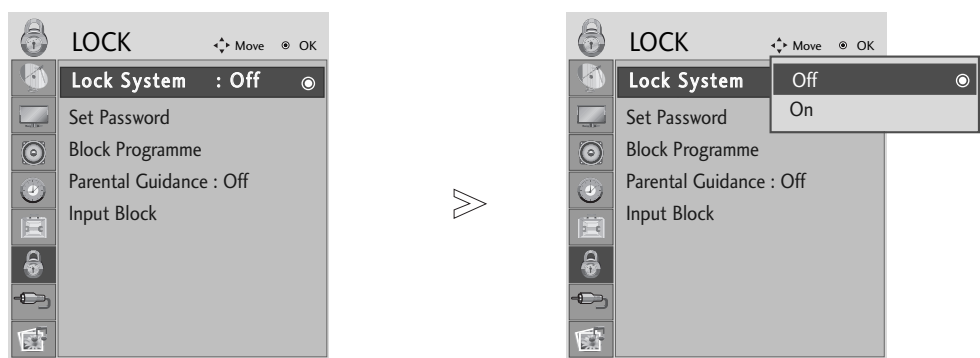 LOCK
Move
OK
Lock System : Off
Set Password
Block Programme
Parental Guidance : Off
Input Block
LOCK
Move
OK
Lock System
Off
On
Set Password
Block Programme
Parental Guidance : Off
Input Block